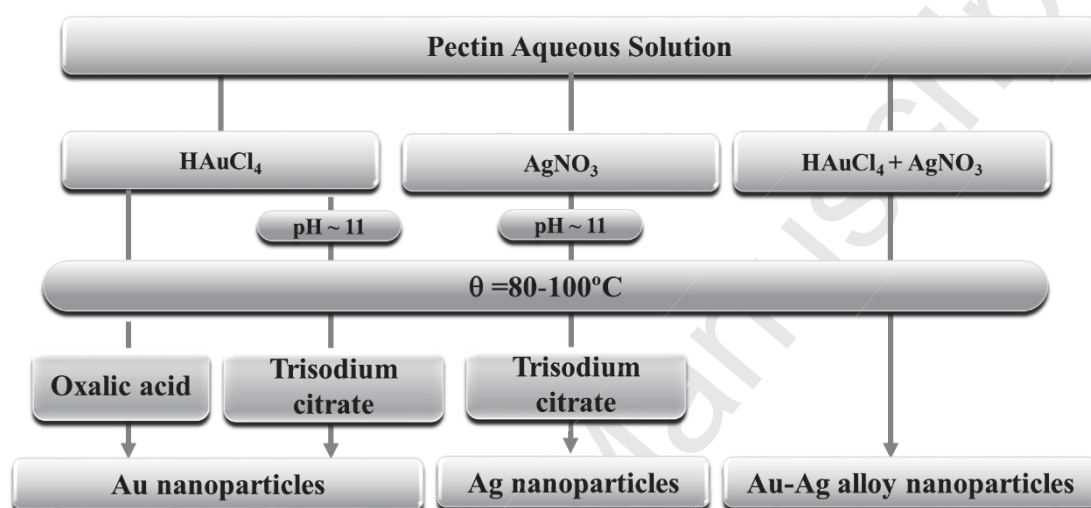 Pectin Aqueous Solution
HAuCl₄
AgNO₃
HAuCl₄ + AgNO₃
pH ~ 11
pH ~ 11
θ =80-100ºC
Oxalic acid
Trisodium
citrate
Trisodium
citrate
Au nanoparticles
Ag nanoparticles
Au-Ag alloy nanoparticles
Manuscrip